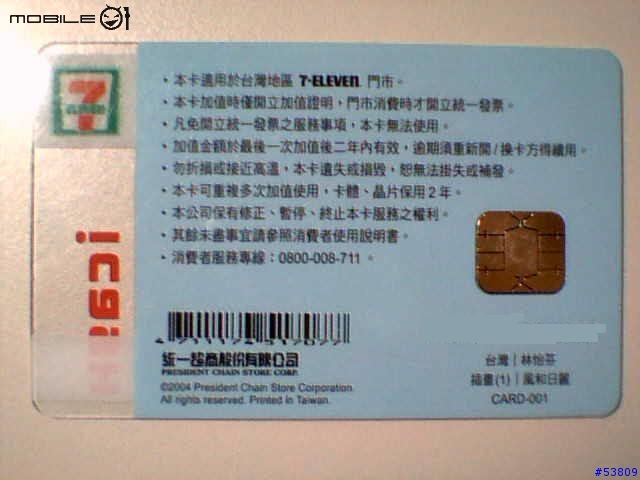 MOBILE01
7
ELEVEN
icash
・本卡適用於台灣地區 7-ELEVEN. 門市。
・本卡加值時僅開立加值證明，門市消費時才開立統一發票。
・凡免開立統一發票之服務事項，本卡無法使用。
・加值金額於最後一次加值後二年內有效，逾期須重新開/換卡方得續用。
・勿折損或接近高溫，本卡遺失或損毀，恕無法掛失或補發。
・本卡可重複多次加值使用，卡體、晶片保用2年。
・本公司保有修正、暫停、終止本卡服務之權利。
・其餘未盡事宜請參照消費者使用說明書。
・消費者服務專線：0800-008-711。
統一超商股份有限公司
PRESIDENT CHAIN STORE CORP.
©2004 President Chain Store Corporation.
All rights reserved. Printed in Taiwan.
台灣｜林怡芬
插畫(1)｜風和日麗
CARD-001
#53809